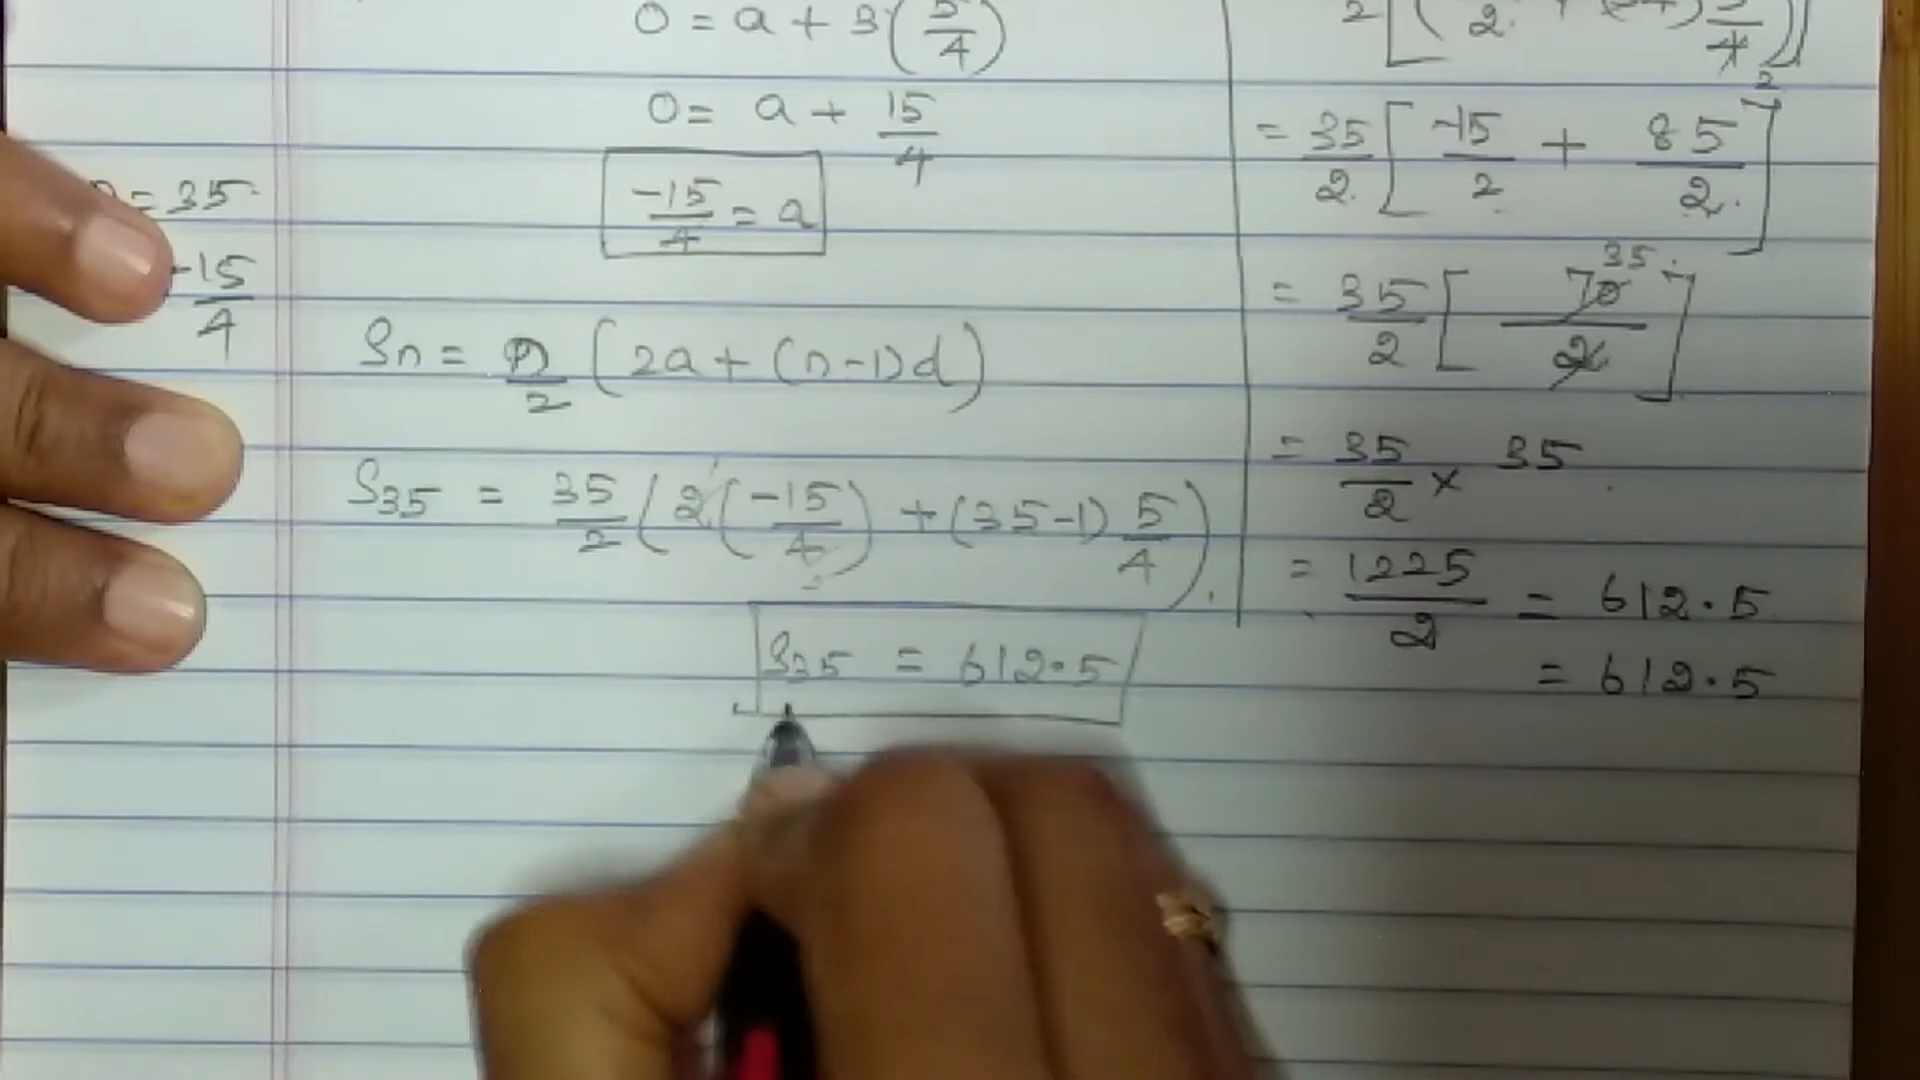 0 = a + 3(5/4)
0 = a + 15/4
-15/4 = a
= 35
-15/4
Sn = n/2 (2a + (n-1)d)
S35 = 35/2 (2(-15/4) + (35-1) 5/4).
S35 = 612.5
= 35/2 [-15/2 + 85/2]
= 35/2 [70/2] 35
= 35/2 × 35
= 1225/2 = 612.5
= 612.5